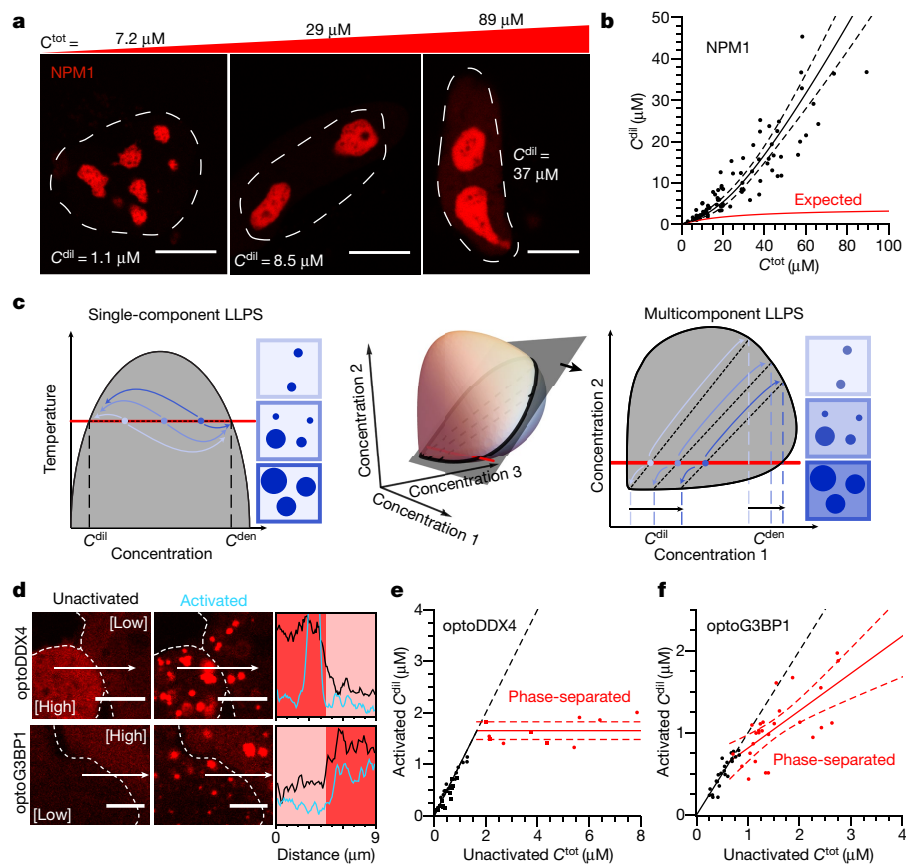 a
C^tot = 7.2 μM 29 μM 89 μM
NPM1
C^dil = 1.1 μM
C^dil = 8.5 μM
C^dil =
37 μM
b
NPM1
Expected
C^dil (μM)
50
40
30
20
10
0
0 20 40 60 80 100
C^tot (μM)
c
Single-component LLPS
Temperature
C^dil C^den
Concentration
Concentration 2
Concentration 3
Concentration 1
Multicomponent LLPS
Concentration 2
C^dil C^den
Concentration 1
d
Unactivated Activated
optoDDX4
[Low]
[High]
optoG3BP1
[High]
[Low]
0 3 6 9
Distance (μm)
e
optoDDX4
Phase-separated
Activated C^dil (μM)
4
3
2
1
0
0 2 4 6 8
Unactivated C^tot (μM)
f
optoG3BP1
Phase-separated
Activated C^dil (μM)
2
1
0
0 1 2 3 4
Unactivated C^tot (μM)